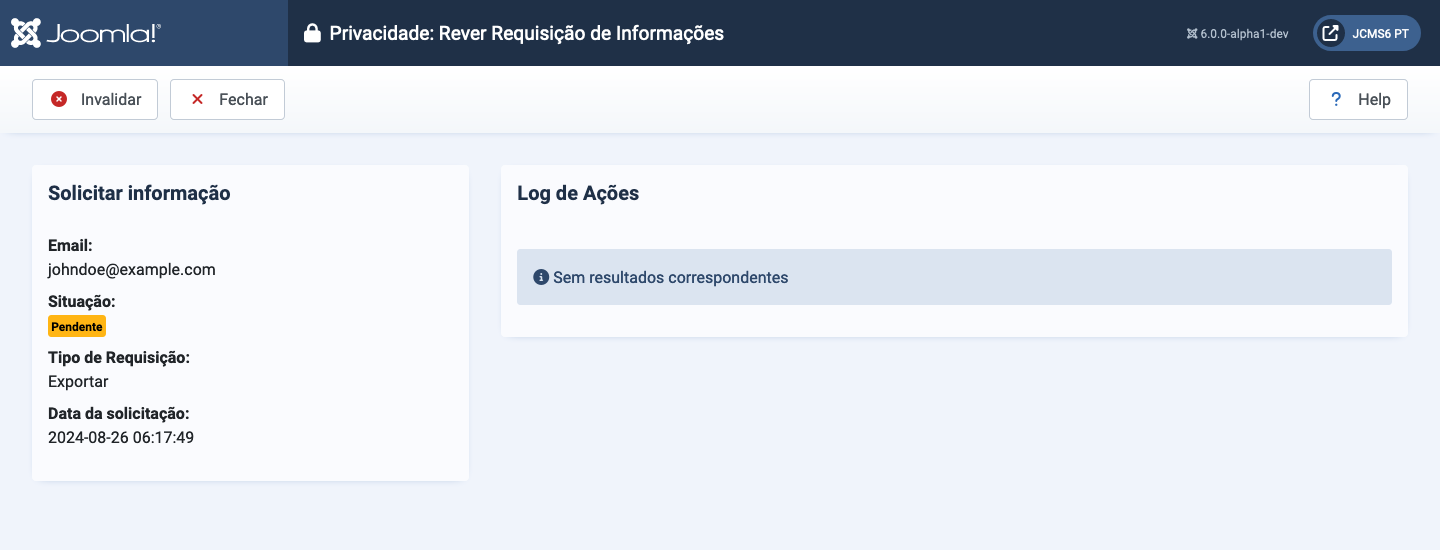 Joomla!®
Privacidade: Rever Requisição de Informações
6.0.0-alpha1-dev
JCMS6 PT
Invalidar
Fechar
? Help
Solicitar informação
Email:
johndoe@example.com
Situação:
Pendente
Tipo de Requisição:
Exportar
Data da solicitação:
2024-08-26 06:17:49
Log de Ações
Sem resultados correspondentes